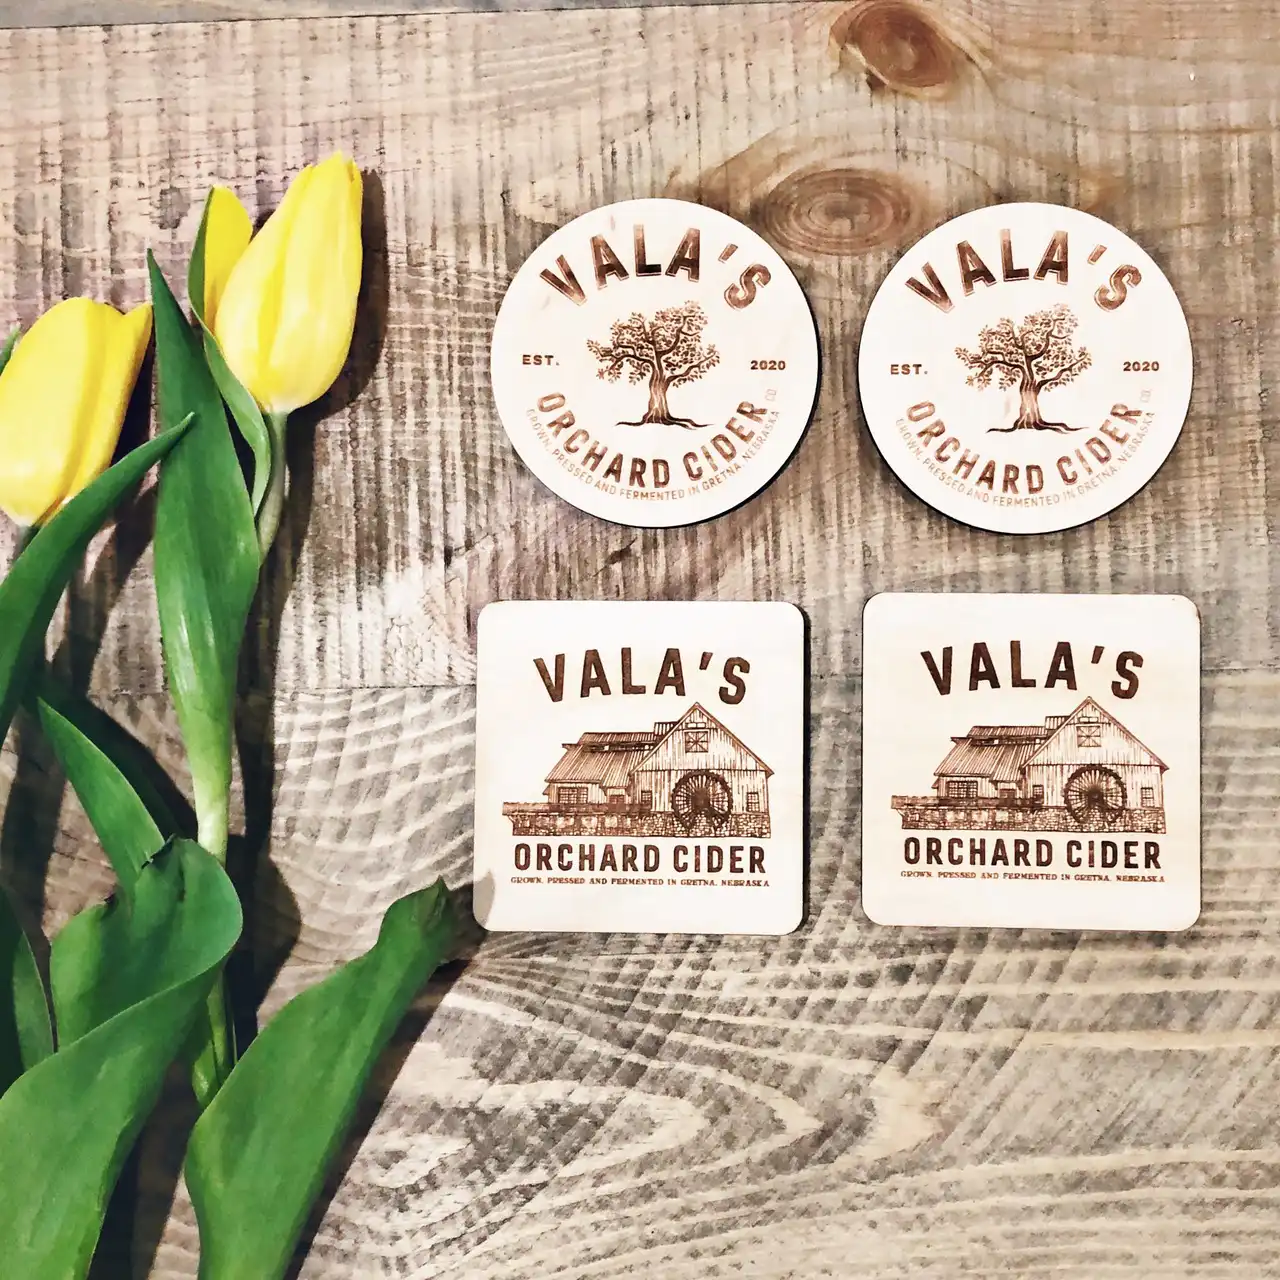 VALA'S
EST. 2020
ORCHARD CIDER CO
GROWN, PRESSED AND FERMENTED IN GRETNA, NEBRASKA
VALA'S
EST. 2020
ORCHARD CIDER CO
GROWN, PRESSED AND FERMENTED IN GRETNA, NEBRASKA
VALA'S
ORCHARD CIDER
GROWN, PRESSED AND FERMENTED IN GRETNA, NEBRASKA
VALA'S
ORCHARD CIDER
GROWN, PRESSED AND FERMENTED IN GRETNA, NEBRASKA